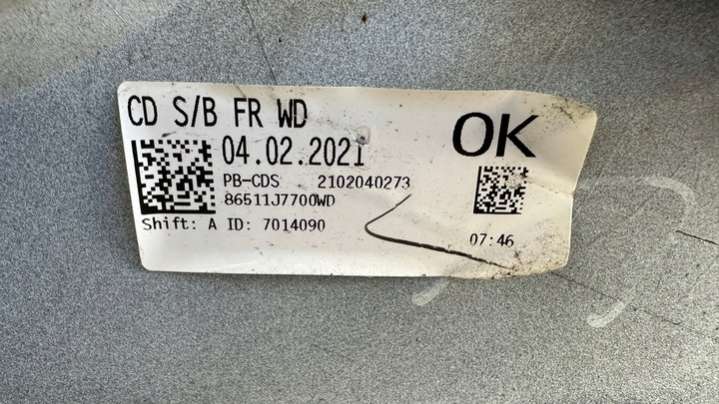 CD S/B FR WD
OK
04.02.2021
PB-CDS 2102040273
86511J7700WD
Shift: A ID: 7014090
07:46